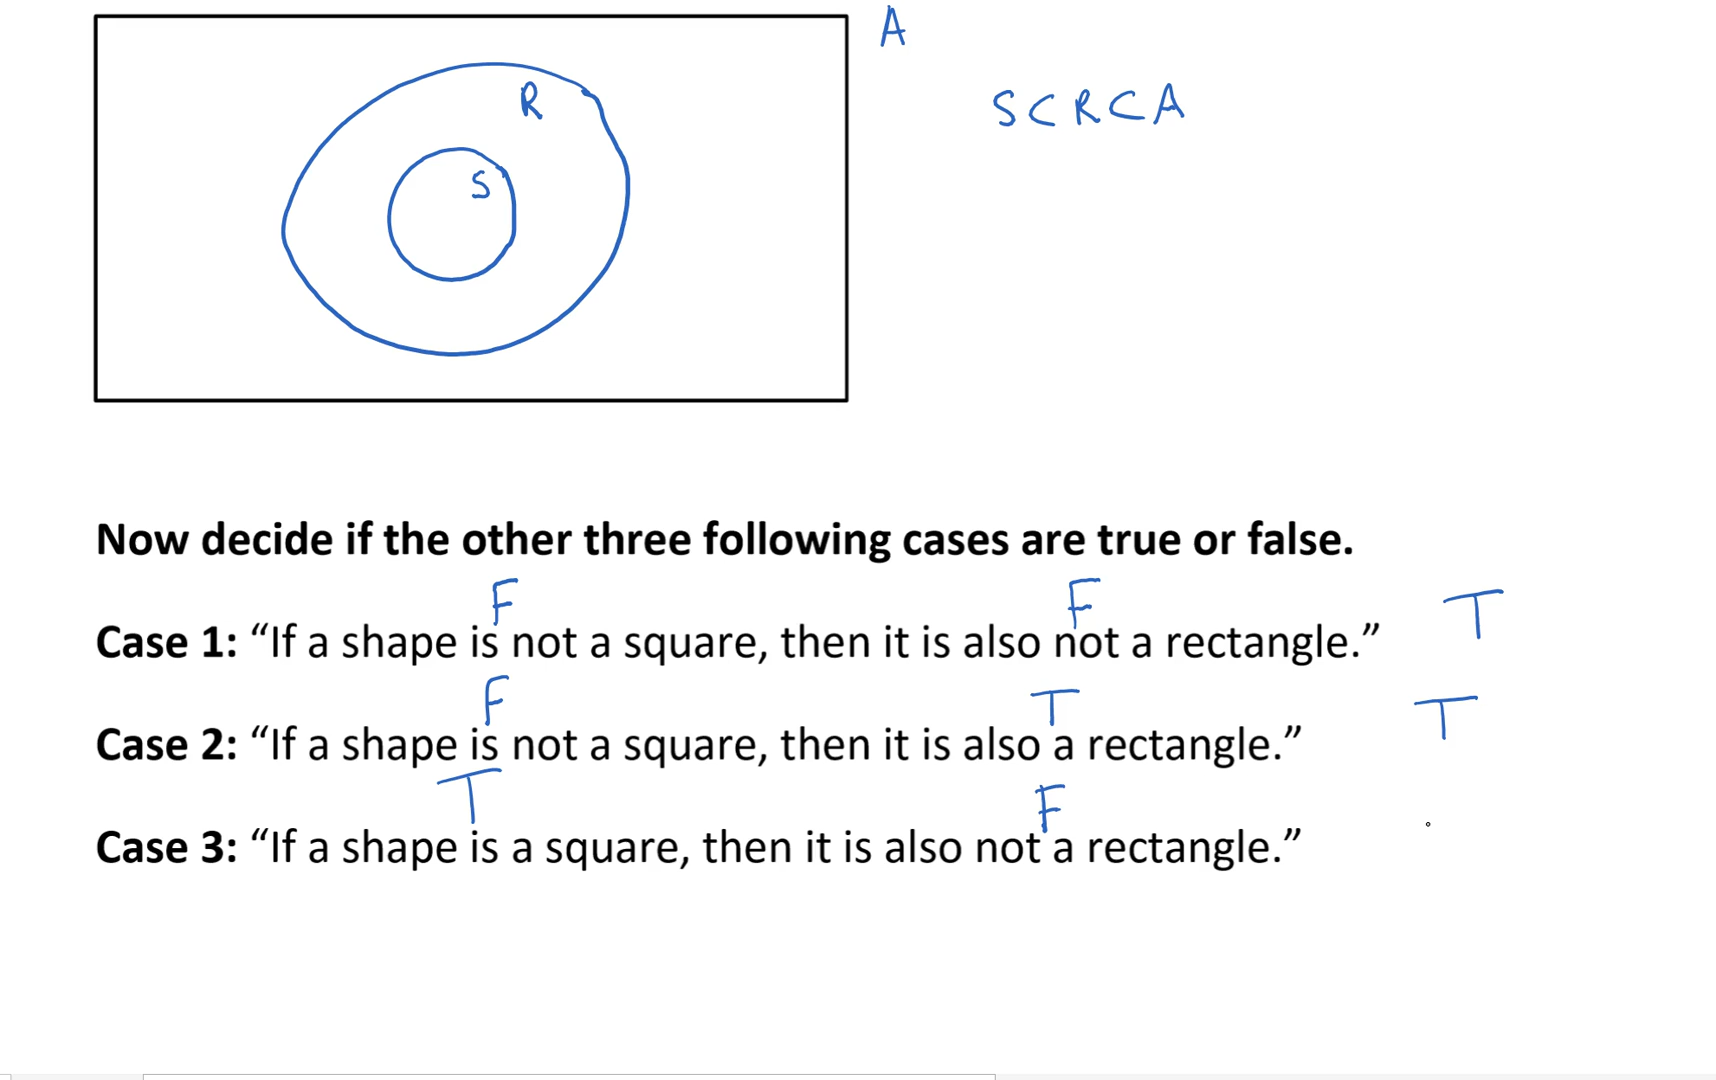 A
R
S⊂R⊂A
S
Now decide if the other three following cases are true or false.
F F T
Case 1: “If a shape is not a square, then it is also not a rectangle.”
F T T
Case 2: “If a shape is not a square, then it is also a rectangle.”
T F
Case 3: “If a shape is a square, then it is also not a rectangle.”